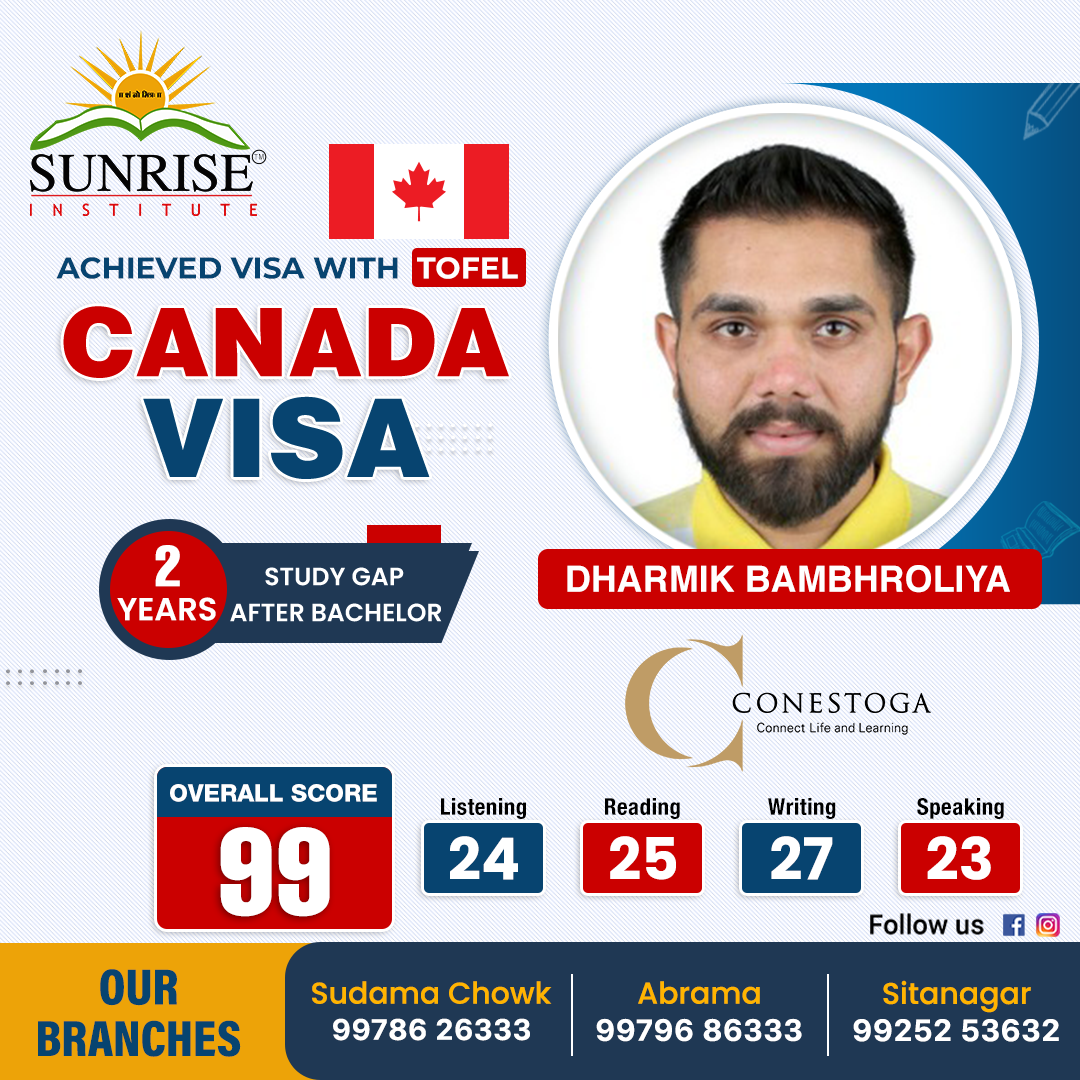 SUNRISE
TM
INSTITUTE
ACHIEVED VISA WITH TOFEL
CANADA
VISA
2
YEARS
STUDY GAP
AFTER BACHELOR
DHARMIK BAMBHROLIYA
CONESTOGA
Connect Life and Learning
OVERALL SCORE
99
Listening
24
Reading
25
Writing
27
Speaking
23
Follow us
OUR
BRANCHES
Sudama Chowk
99786 26333
Abrama
99796 86333
Sitanagar
99252 53632